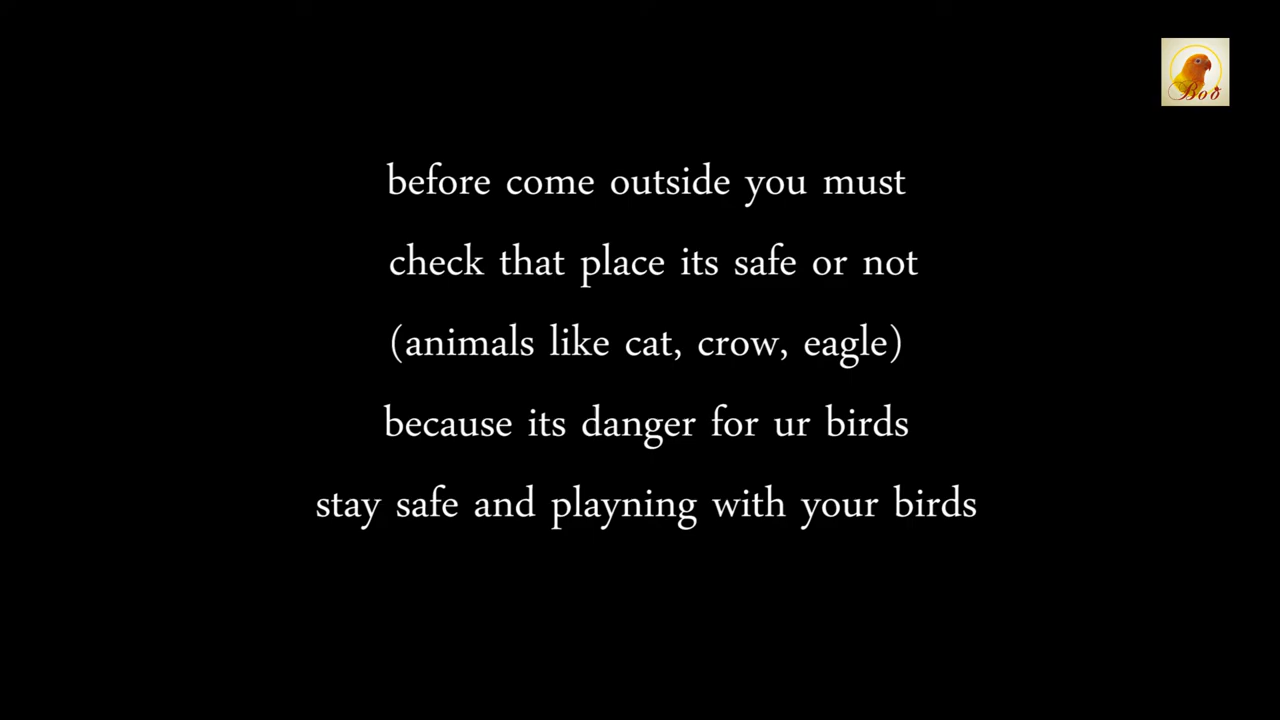 Boo
before come outside you must
check that place its safe or not
(animals like cat, crow, eagle)
because its danger for ur birds
stay safe and playning with your birds